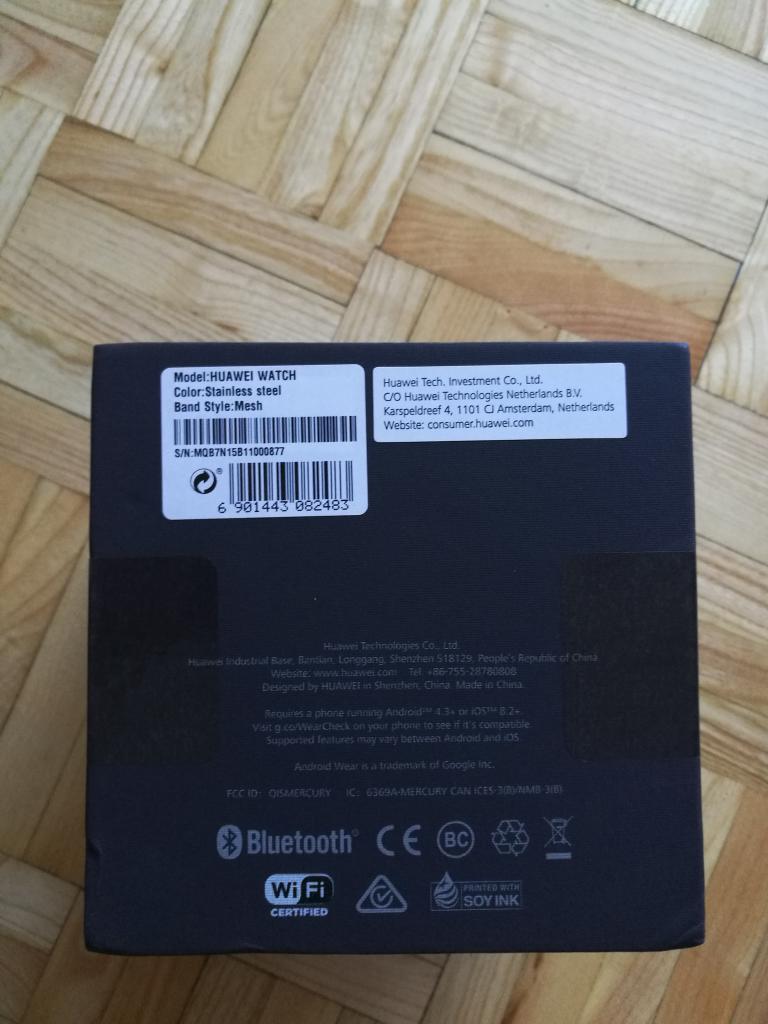 Model:HUAWEI WATCH
Color:Stainless steel
Band Style:Mesh
S/N:MQB7N15B11000877
6 901443 082483
Huawei Tech. Investment Co., Ltd.
C/O Huawei Technologies Netherlands B.V.
Karspeldreef 4, 1101 CJ Amsterdam, Netherlands
Website: consumer.huawei.com
Huawei Technologies Co., Ltd.
Huawei Industrial Base, Bantian, Longgang, Shenzhen 518129, People's Republic of China
Website: www.huawei.com Tel: +86-755-28780808
Designed by HUAWEI in Shenzhen, China. Made in China.
Requires a phone running Android™ 4.3+ or iOS™ 8.2+.
Visit g.co/WearCheck on your phone to see if it's compatible.
Supported features may vary between Android and iOS.
Android Wear is a trademark of Google Inc.
FCC ID: QISMERCURY IC: 6369A-MERCURY CAN ICES-3(B)/NMB-3(B)
Bluetooth® CE BC
Wi Fi
CERTIFIED
PRINTED WITH
SOY INK